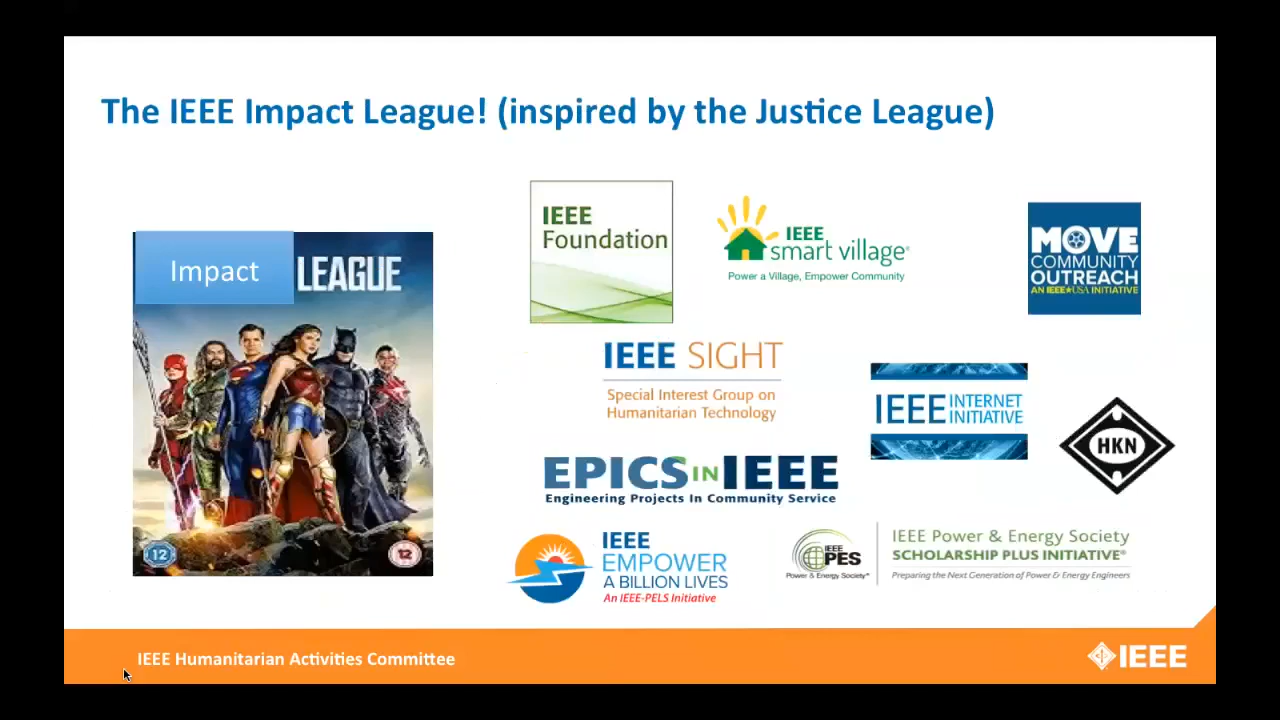 The IEEE Impact League! (inspired by the Justice League)
Impact LEAGUE
12
12
IEEE
Foundation
IEEE
smart village®
Power a Village, Empower Community
MOVE
COMMUNITY
OUTREACH
AN IEEE★USA INITIATIVE
IEEE SIGHT
Special Interest Group on
Humanitarian Technology
IEEE INTERNET
INITIATIVE
HKN
EPICS IN IEEE
Engineering Projects In Community Service
IEEE
EMPOWER
A BILLION LIVES
An IEEE-PELS Initiative
IEEE
PES
Power & Energy Society®
IEEE Power & Energy Society
SCHOLARSHIP PLUS INITIATIVE®
Preparing the Next Generation of Power & Energy Engineers
IEEE Humanitarian Activities Committee
IEEE